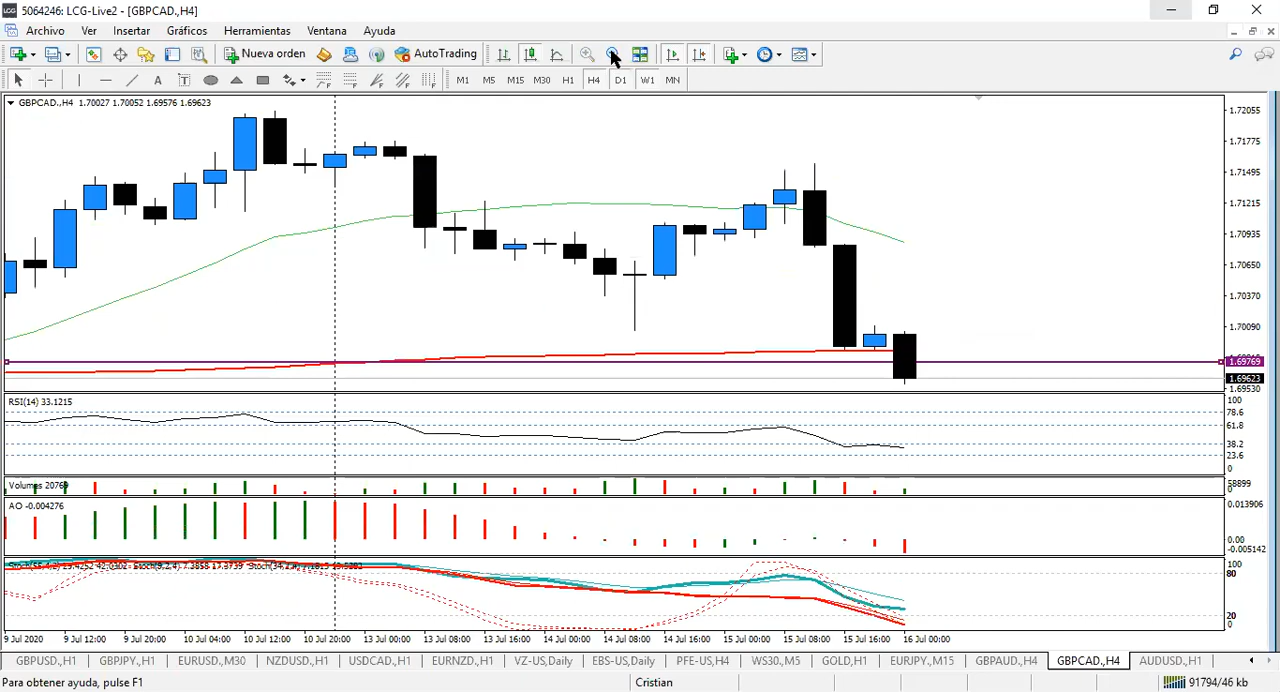 5064246: LCG-Live2 - [GBPCAD.,H4]
Archivo Ver Insertar Gráficos Herramientas Ventana Ayuda
Nueva orden AutoTrading
A T F F F M1 M5 M15 M30 H1 H4 D1 W1 MN
GBPCAD.,H4 1.70027 1.70052 1.69576 1.69623
1.72055
1.71775
1.71495
1.71215
1.70935
1.70650
1.70370
1.70090
1.69769
1.69623
1.69530
RSI(14) 33.1215
100
78.6
61.8
38.2
23.6
0
Volumes 20769
58899
0
AO -0.004276
0.013906
0.00
-0.005142
100
80
20
0
9 Jul 2020 9 Jul 12:00 9 Jul 20:00 10 Jul 04:00 10 Jul 12:00 10 Jul 20:00 13 Jul 00:00 13 Jul 08:00 13 Jul 16:00 14 Jul 00:00 14 Jul 08:00 14 Jul 16:00 15 Jul 00:00 15 Jul 08:00 15 Jul 16:00 16 Jul 00:00
GBPUSD.,H1 GBPJPY.,H1 EURUSD.,M30 NZDUSD.,H1 USDCAD.,H1 EURNZD.,H1 VZ-US,Daily EBS-US,Daily PFE-US,H4 WS30.,M5 GOLD,H1 EURJPY.,M15 GBPAUD.,H4 GBPCAD.,H4 AUDUSD.,H1
Para obtener ayuda, pulse F1 Cristian 91794/46 kb